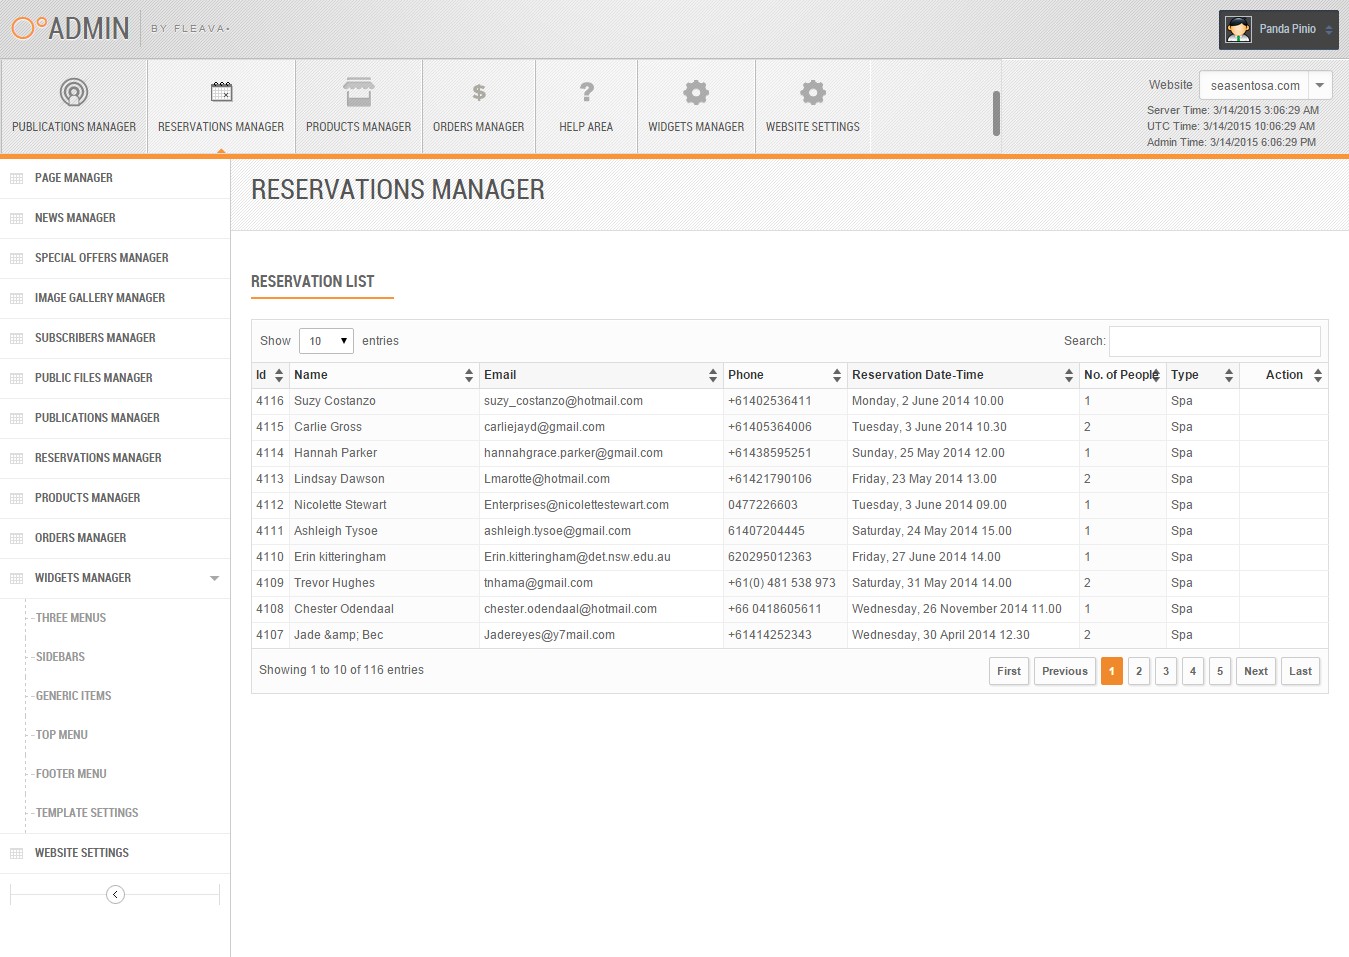 ADMIN BY FLEAVA•
Panda Pinio
PUBLICATIONS MANAGER RESERVATIONS MANAGER PRODUCTS MANAGER ORDERS MANAGER HELP AREA WIDGETS MANAGER WEBSITE SETTINGS
Website seasentosa.com
Server Time: 3/14/2015 3:06:29 AM
UTC Time: 3/14/2015 10:06:29 AM
Admin Time: 3/14/2015 6:06:29 PM
PAGE MANAGER
NEWS MANAGER
SPECIAL OFFERS MANAGER
IMAGE GALLERY MANAGER
SUBSCRIBERS MANAGER
PUBLIC FILES MANAGER
PUBLICATIONS MANAGER
RESERVATIONS MANAGER
PRODUCTS MANAGER
ORDERS MANAGER
WIDGETS MANAGER
THREE MENUS
SIDEBARS
GENERIC ITEMS
TOP MENU
FOOTER MENU
TEMPLATE SETTINGS
WEBSITE SETTINGS
RESERVATIONS MANAGER
RESERVATION LIST
Show 10 entries Search:
Id Name Email Phone Reservation Date-Time No. of People Type Action
4116 Suzy Costanzo suzy_costanzo@hotmail.com +61402536411 Monday, 2 June 2014 10.00 1 Spa
4115 Carlie Gross carliejayd@gmail.com +61405364006 Tuesday, 3 June 2014 10.30 2 Spa
4114 Hannah Parker hannahgrace.parker@gmail.com +61438595251 Sunday, 25 May 2014 12.00 1 Spa
4113 Lindsay Dawson Lmarotte@hotmail.com +61421790106 Friday, 23 May 2014 13.00 2 Spa
4112 Nicolette Stewart Enterprises@nicolettestewart.com 0477226603 Tuesday, 3 June 2014 09.00 1 Spa
4111 Ashleigh Tysoe ashleigh.tysoe@gmail.com 61407204445 Saturday, 24 May 2014 15.00 1 Spa
4110 Erin kitteringham Erin.kitteringham@det.nsw.edu.au 620295012363 Friday, 27 June 2014 14.00 1 Spa
4109 Trevor Hughes tnhama@gmail.com +61(0) 481 538 973 Saturday, 31 May 2014 14.00 2 Spa
4108 Chester Odendaal chester.odendaal@hotmail.com +66 0418605611 Wednesday, 26 November 2014 11.00 1 Spa
4107 Jade &amp; Bec Jadereyes@y7mail.com +61414252343 Wednesday, 30 April 2014 12.30 2 Spa
Showing 1 to 10 of 116 entries First Previous 1 2 3 4 5 Next Last